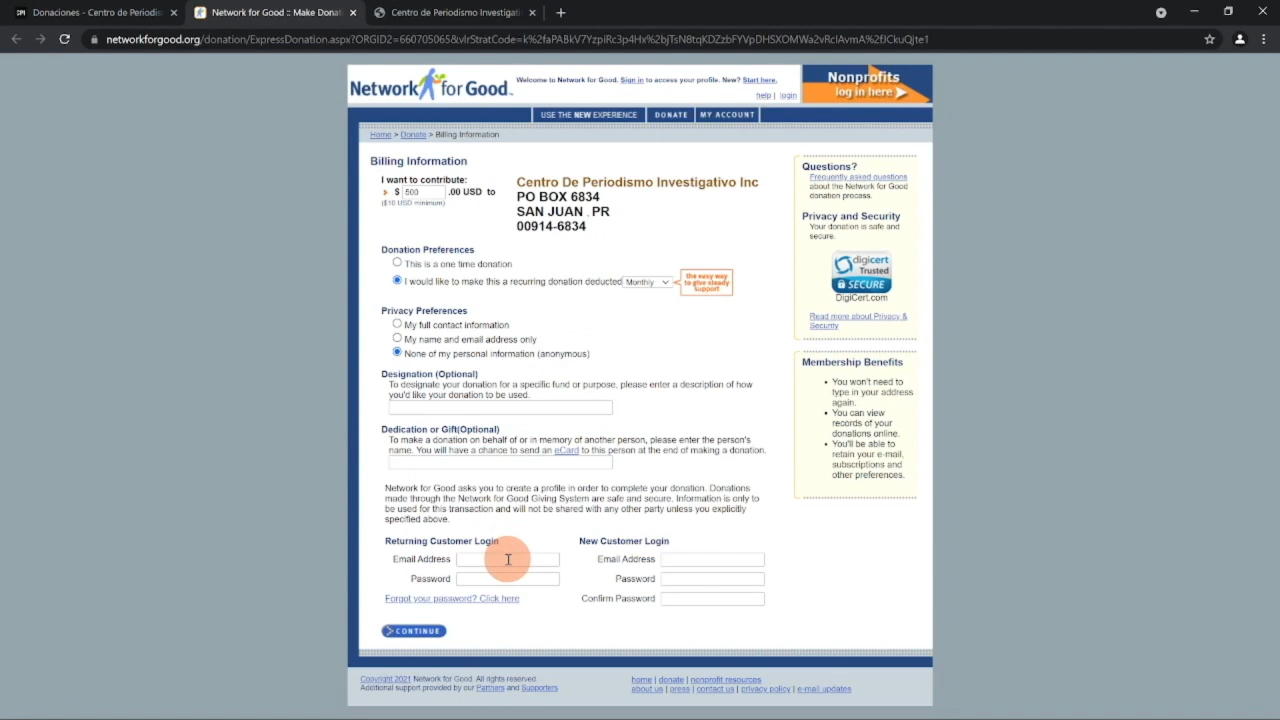 Donaciones - Centro de Periodis
Network for Good :: Make Donat
Centro de Periodismo Investigati
networkforgood.org/donation/ExpressDonation.aspx?ORGID2=660705065&vlrStratCode=k%2faPABkV7YzpiRc3p4Hx%2bjTsN8tqKDZzbFYVpDHSXOMWa2vRclAvmA%2fJCkuQjte1
Network for Good
Welcome to Network for Good. Sign in to access your profile. New? Start here.
help | login
Nonprofits
log in here
USE THE NEW EXPERIENCE
DONATE
MY ACCOUNT
Home > Donate > Billing Information
Billing Information
I want to contribute:
$ 500 .00 USD to
($10 USD minimum)
Centro De Periodismo Investigativo Inc
PO BOX 6834
SAN JUAN , PR
00914-6834
Donation Preferences
This is a one time donation
I would like to make this a recurring donation deducted Monthly
the easy way
to give steady
support
Privacy Preferences
My full contact information
My name and email address only
None of my personal information (anonymous)
Designation (Optional)
To designate your donation for a specific fund or purpose, please enter a description of how
you'd like your donation to be used.
Dedication or Gift(Optional)
To make a donation on behalf of or in memory of another person, please enter the person's
name. You will have a chance to send an eCard to this person at the end of making a donation.
Network for Good asks you to create a profile in order to complete your donation. Donations
made through the Network for Good Giving System are safe and secure. Information is only to
be used for this transaction and will not be shared with any other party unless you explicitly
specified above.
Returning Customer Login
Email Address
Password
Forgot your password? Click here
New Customer Login
Email Address
Password
Confirm Password
CONTINUE
Questions?
Frequently asked questions
about the Network for Good
donation process.
Privacy and Security
Your donation is safe and
secure.
digicert
Trusted
SECURE
DigiCert.com
Read more about Privacy &
Security
Membership Benefits
• You won't need to
type in your address
again.
• You can view
records of your
donations online.
• You'll be able to
retain your e-mail,
subscriptions and
other preferences.
Copyright 2021 Network for Good. All rights reserved.
Additional support provided by our Partners and Supporters
home | donate | nonprofit resources
about us | press | contact us | privacy policy | e-mail updates